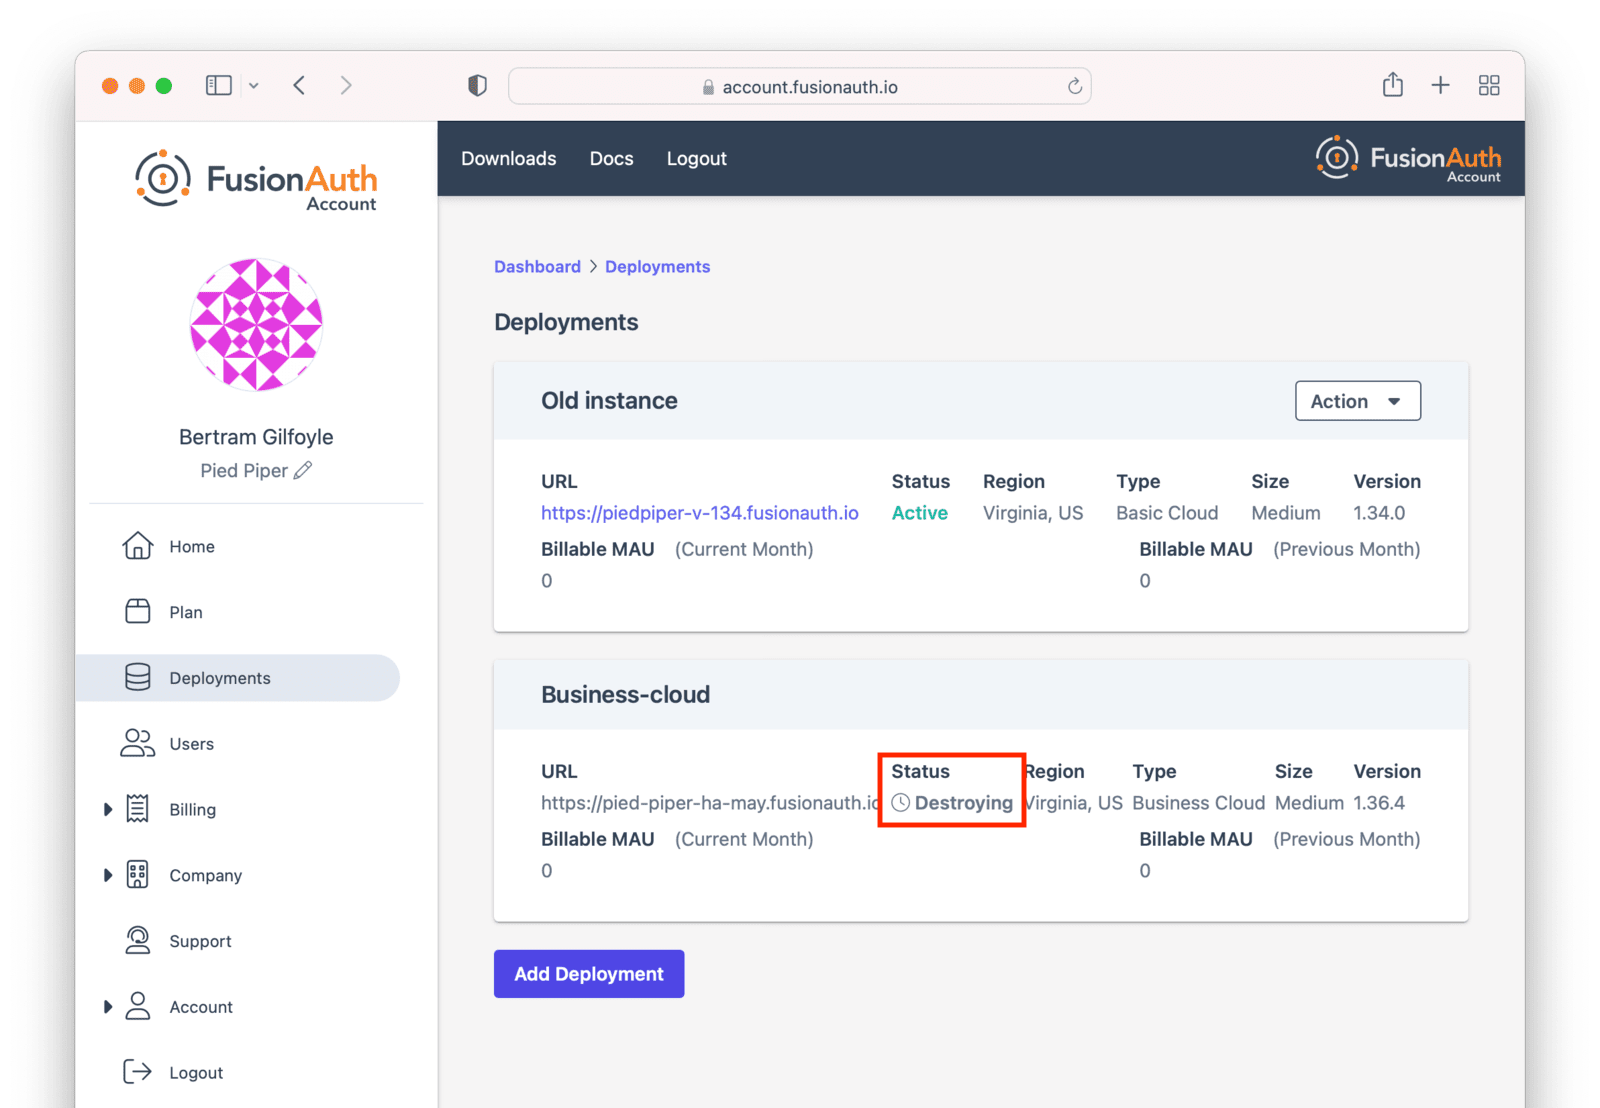 account.fusionauth.io
FusionAuth
Account
Bertram Gilfoyle
Pied Piper
Home
Plan
Deployments
Users
Billing
Company
Support
Account
Logout
Downloads Docs Logout
FusionAuth
Account
Dashboard > Deployments
Deployments
Old instance Action
URL Status Region Type Size Version
https://piedpiper-v-134.fusionauth.io Active Virginia, US Basic Cloud Medium 1.34.0
Billable MAU (Current Month) Billable MAU (Previous Month)
0 0
Business-cloud
URL Status Region Type Size Version
https://pied-piper-ha-may.fusionauth.io Destroying Virginia, US Business Cloud Medium 1.36.4
Billable MAU (Current Month) Billable MAU (Previous Month)
0 0
Add Deployment